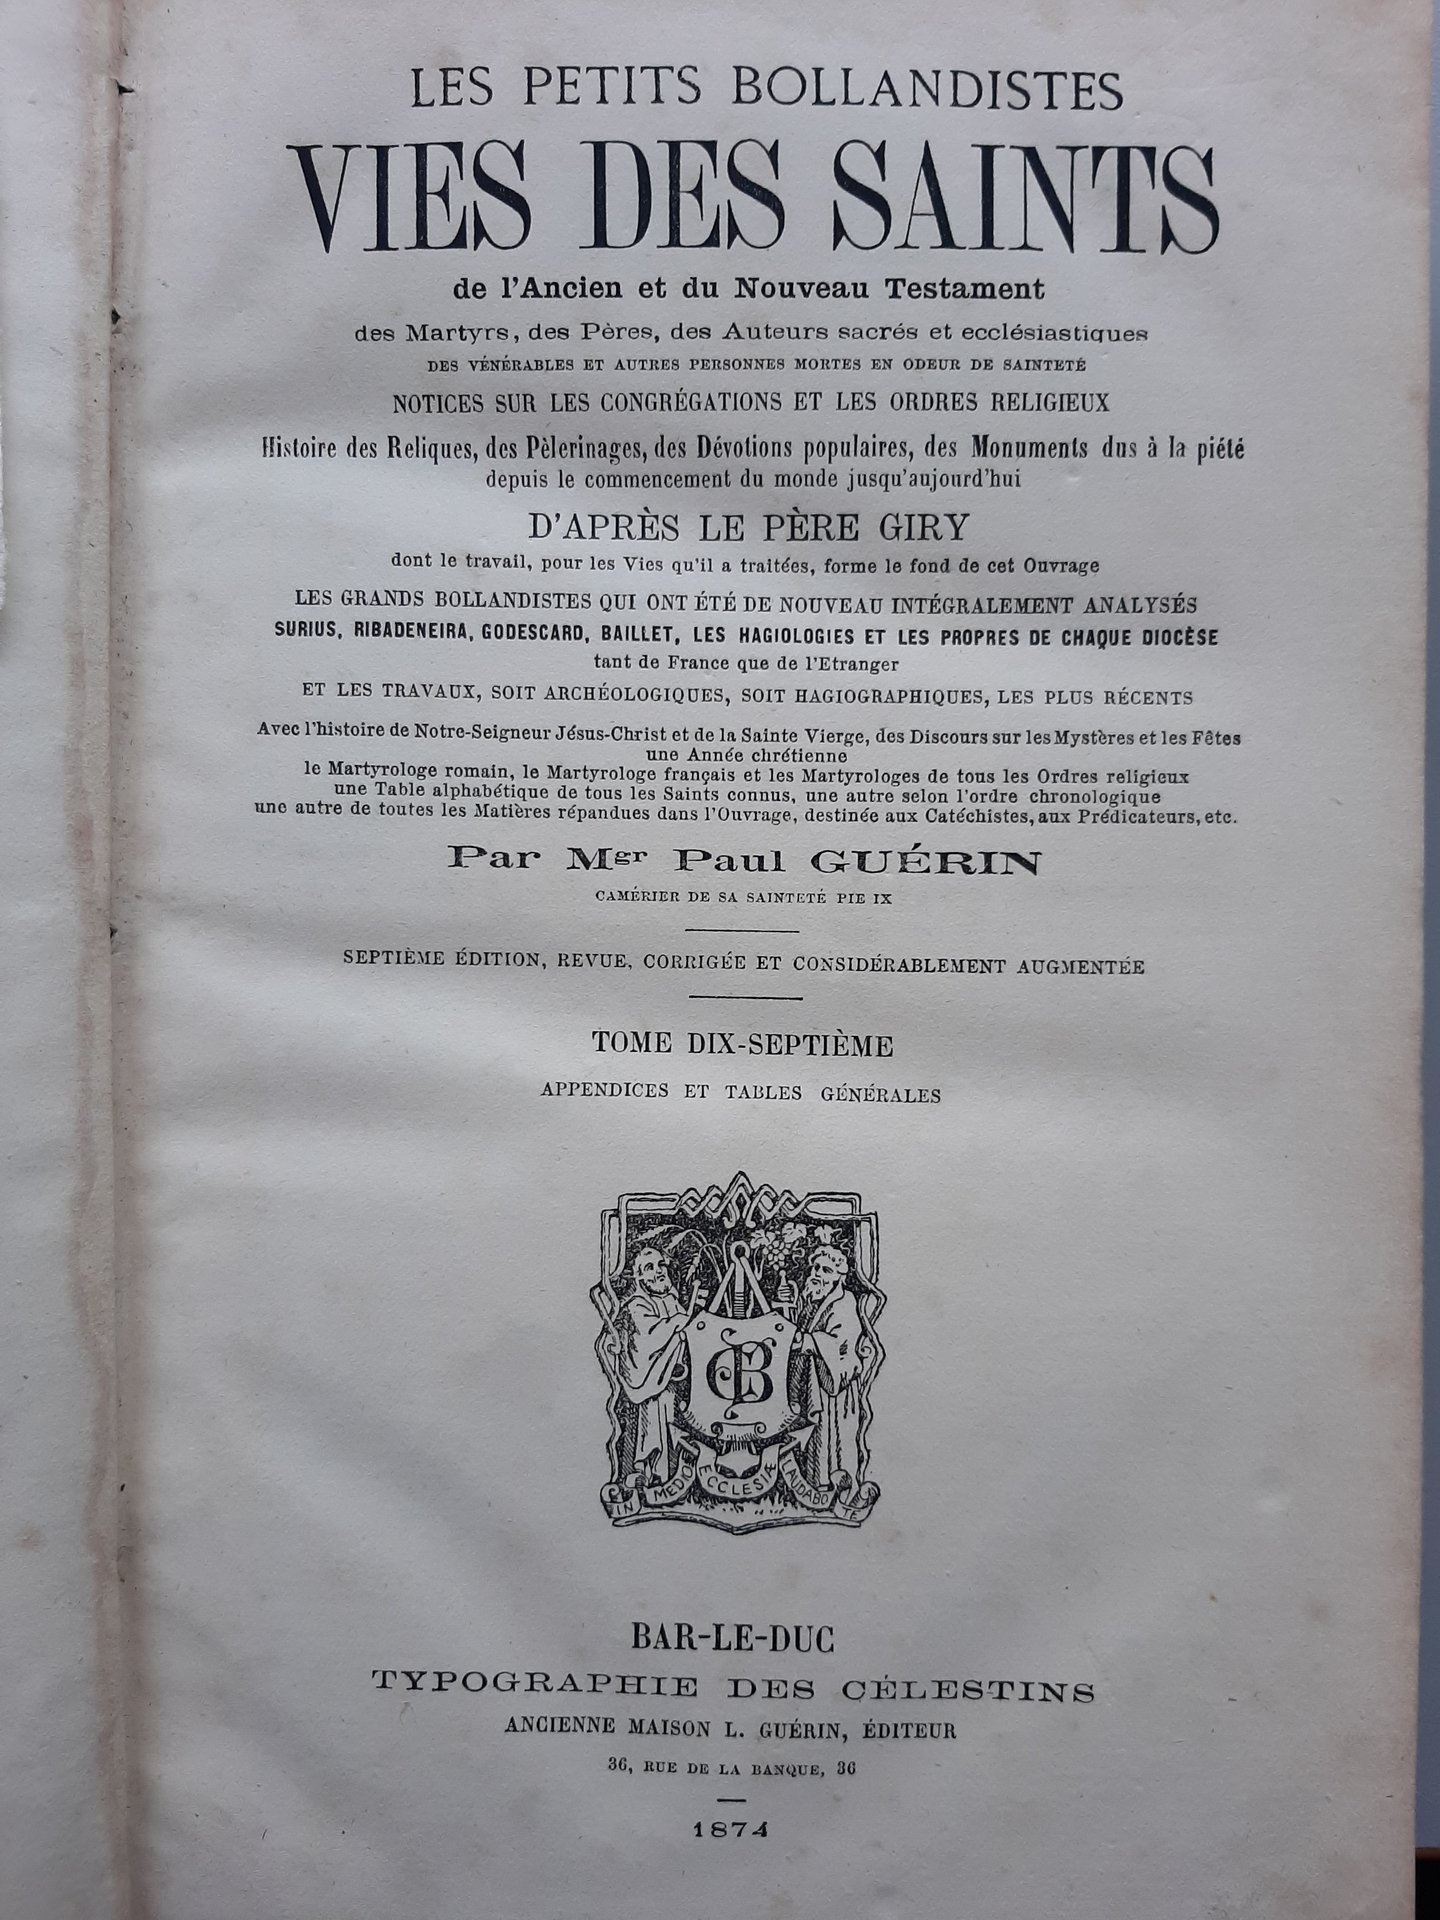 LES PETITS BOLLANDISTES
VIES DES SAINTS
de l'Ancien et du Nouveau Testament
des Martyrs, des Pères, des Auteurs sacrés et ecclésiastiques
DES VÉNÉRABLES ET AUTRES PERSONNES MORTES EN ODEUR DE SAINTETÉ
NOTICES SUR LES CONGRÉGATIONS ET LES ORDRES RELIGIEUX
Histoire des Reliques, des Pèlerinages, des Dévotions populaires, des Monuments dus à la piété
depuis le commencement du monde jusqu'aujourd'hui
D'APRÈS LE PÈRE GIRY
dont le travail, pour les Vies qu'il a traitées, forme le fond de cet Ouvrage
LES GRANDS BOLLANDISTES QUI ONT ÉTÉ DE NOUVEAU INTÉGRALEMENT ANALYSÉS
SURIUS, RIBADENEIRA, GODESCARD, BAILLET, LES HAGIOLOGIES ET LES PROPRES DE CHAQUE DIOCÈSE
tant de France que de l'Etranger
ET LES TRAVAUX, SOIT ARCHÉOLOGIQUES, SOIT HAGIOGRAPHIQUES, LES PLUS RÉCENTS
Avec l'histoire de Notre-Seigneur Jésus-Christ et de la Sainte Vierge, des Discours sur les Mystères et les Fêtes
une Année chrétienne
le Martyrologe romain, le Martyrologe français et les Martyrologes de tous les Ordres religieux
une Table alphabétique de tous les Saints connus, une autre selon l'ordre chronologique
une autre de toutes les Matières répandues dans l'Ouvrage, destinée aux Catéchistes, aux Prédicateurs, etc.
Par Mgr Paul GUÉRIN
CAMÉRIER DE SA SAINTETÉ PIE IX
SEPTIÈME ÉDITION, REVUE, CORRIGÉE ET CONSIDÉRABLEMENT AUGMENTÉE
TOME DIX-SEPTIÈME
APPENDICES ET TABLES GÉNÉRALES
CB
IN MEDIO ECCLESIÆ LAUDABO TE
BAR-LE-DUC
TYPOGRAPHIE DES CÉLESTINS
ANCIENNE MAISON L. GUÉRIN, ÉDITEUR
36, RUE DE LA BANQUE, 36
1874